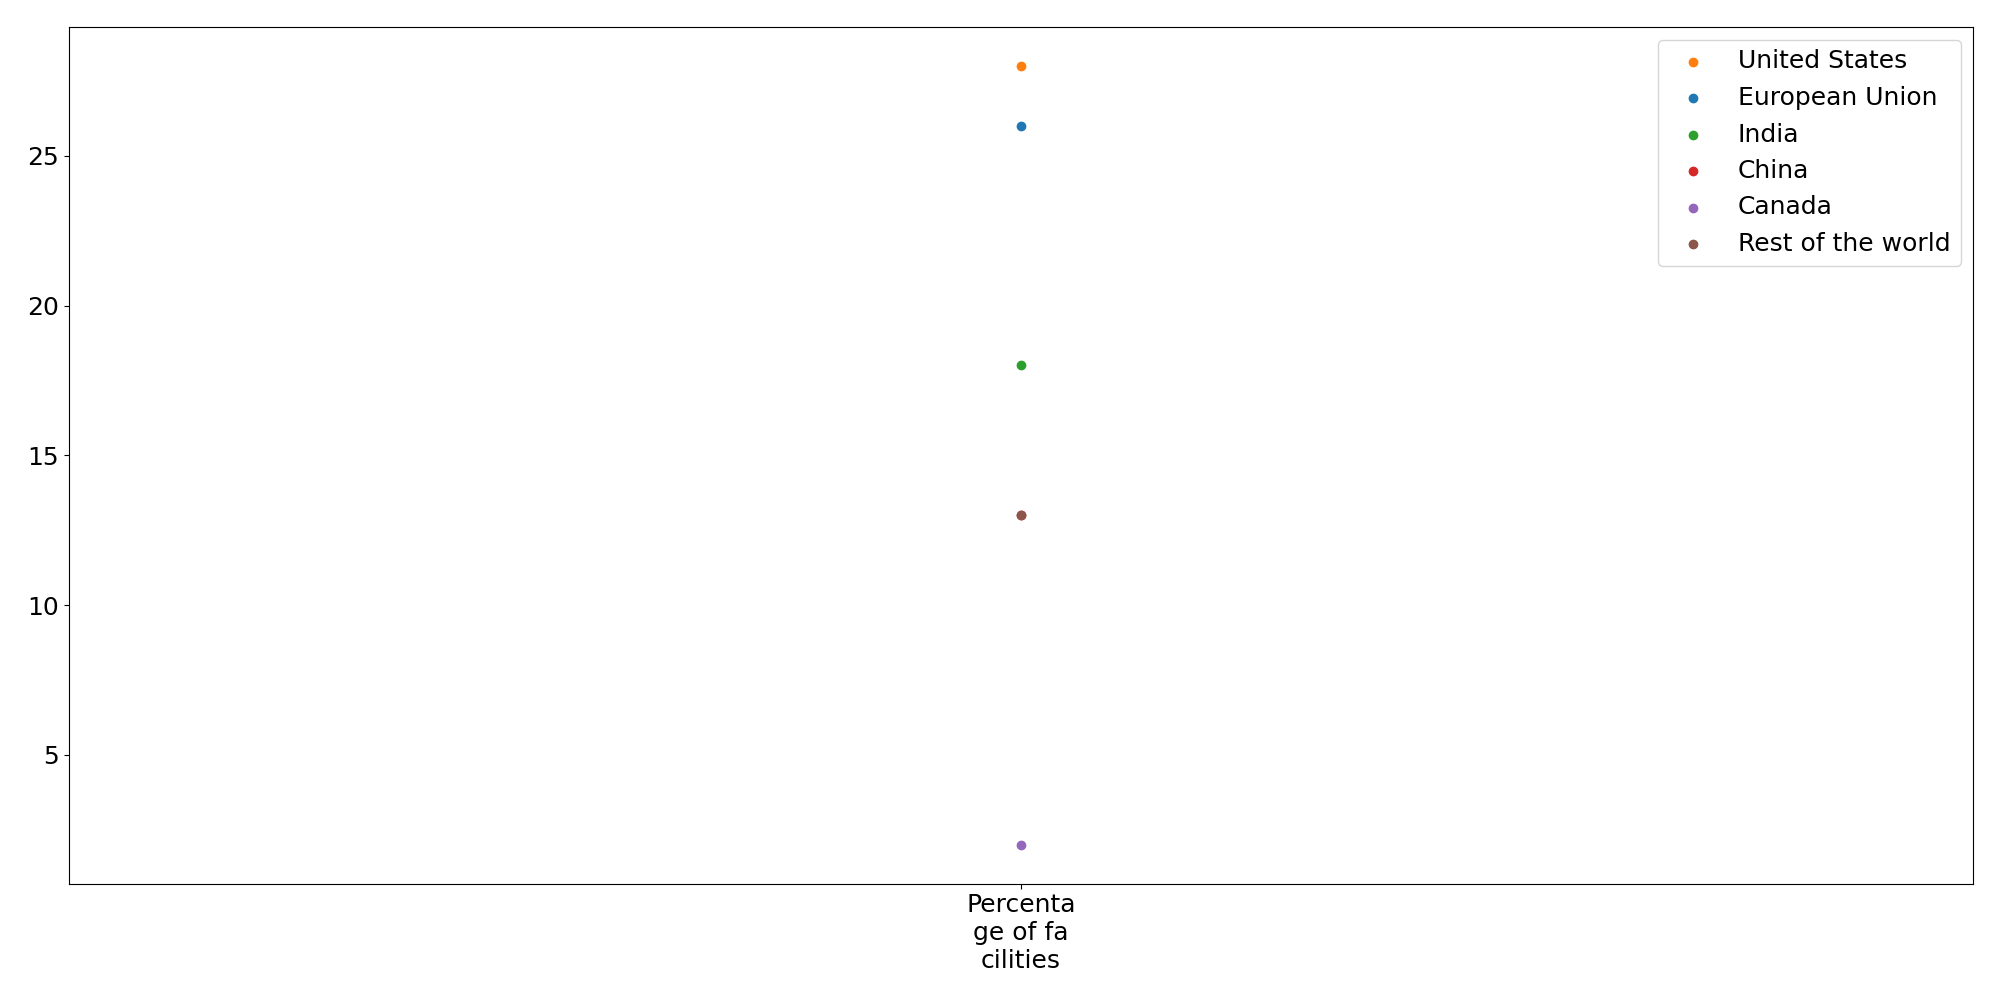 United States
European Union
India
China
Canada
Rest of the world
25
20
15
10
5
Percenta
ge of fa
cilities